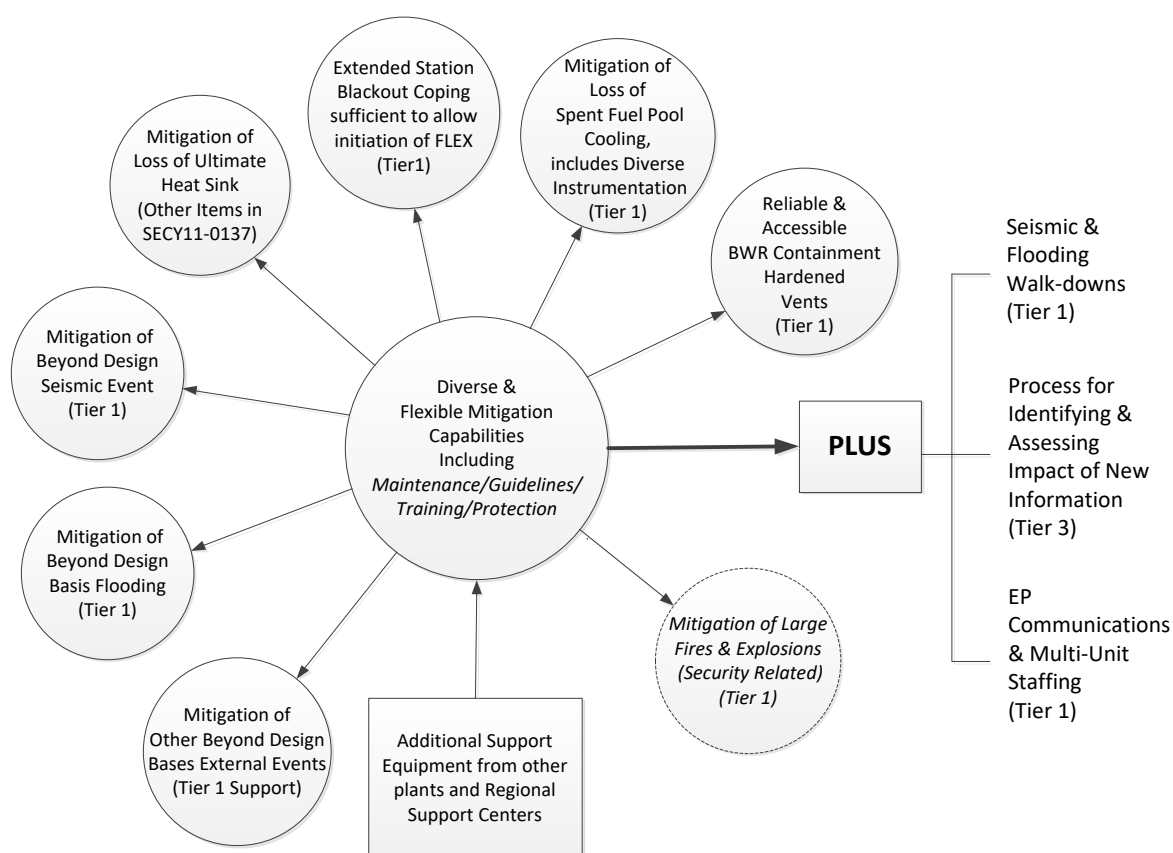 Extended Station
Blackout Coping
sufficient to allow
initiation of FLEX
(Tier1)
Mitigation of
Loss of
Spent Fuel Pool
Cooling,
includes Diverse
Instrumentation
(Tier 1)
Mitigation of
Loss of Ultimate
Heat Sink
(Other Items in
SECY11-0137)
Reliable &
Accessible
BWR Containment
Hardened
Vents
(Tier 1)
Mitigation of
Beyond Design
Seismic Event
(Tier 1)
Diverse &
Flexible Mitigation
Capabilities
Including
Maintenance/Guidelines/
Training/Protection
PLUS
Seismic &
Flooding
Walk-downs
(Tier 1)
Process for
Identifying &
Assessing
Impact of New
Information
(Tier 3)
EP
Communications
& Multi-Unit
Staffing
(Tier 1)
Mitigation of
Beyond Design
Basis Flooding
(Tier 1)
Mitigation of Large
Fires & Explosions
(Security Related)
(Tier 1)
Mitigation of
Other Beyond Design
Bases External Events
(Tier 1 Support)
Additional Support
Equipment from other
plants and Regional
Support Centers